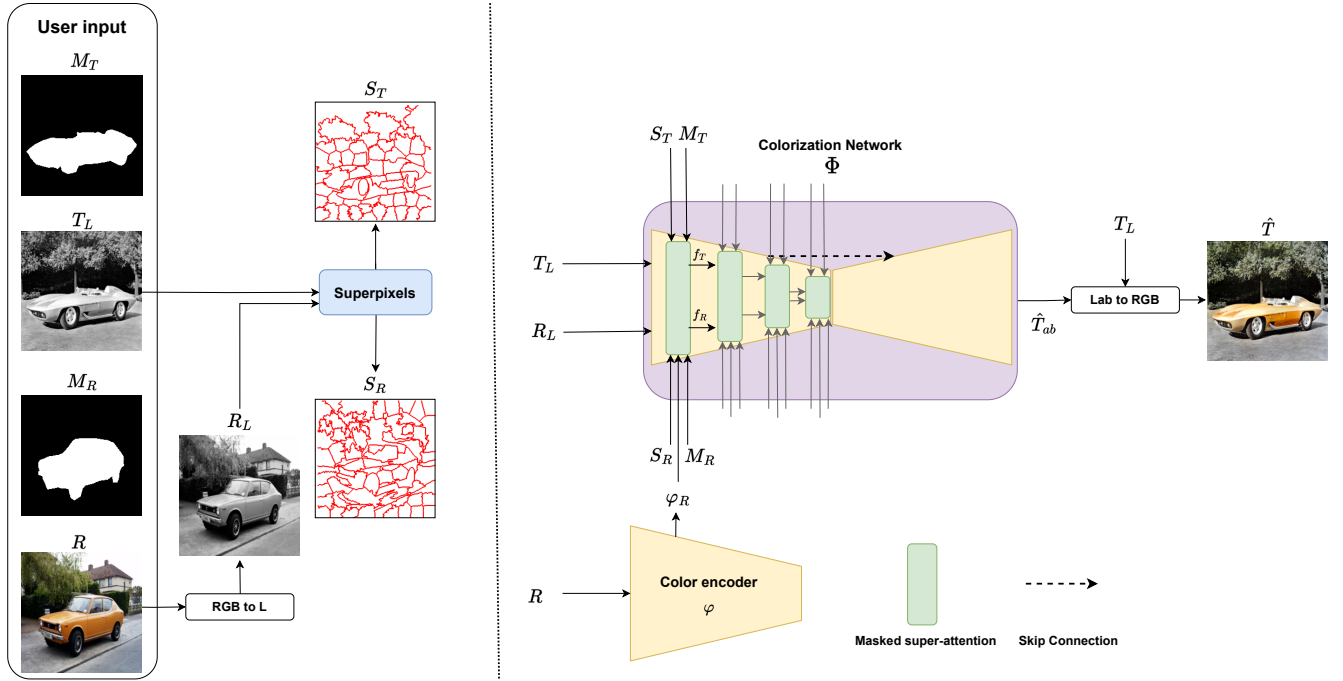 User input
M_T
T_L
M_R
R
RGB to L
R_L
S_T
Superpixels
S_R
S_T M_T
Colorization Network
Φ
T_L
R_L
f_T
f_R
S_R M_R
φ_R
R
Color encoder
φ
Masked super-attention
Skip Connection
T̂_ab
T_L
Lab to RGB
T̂